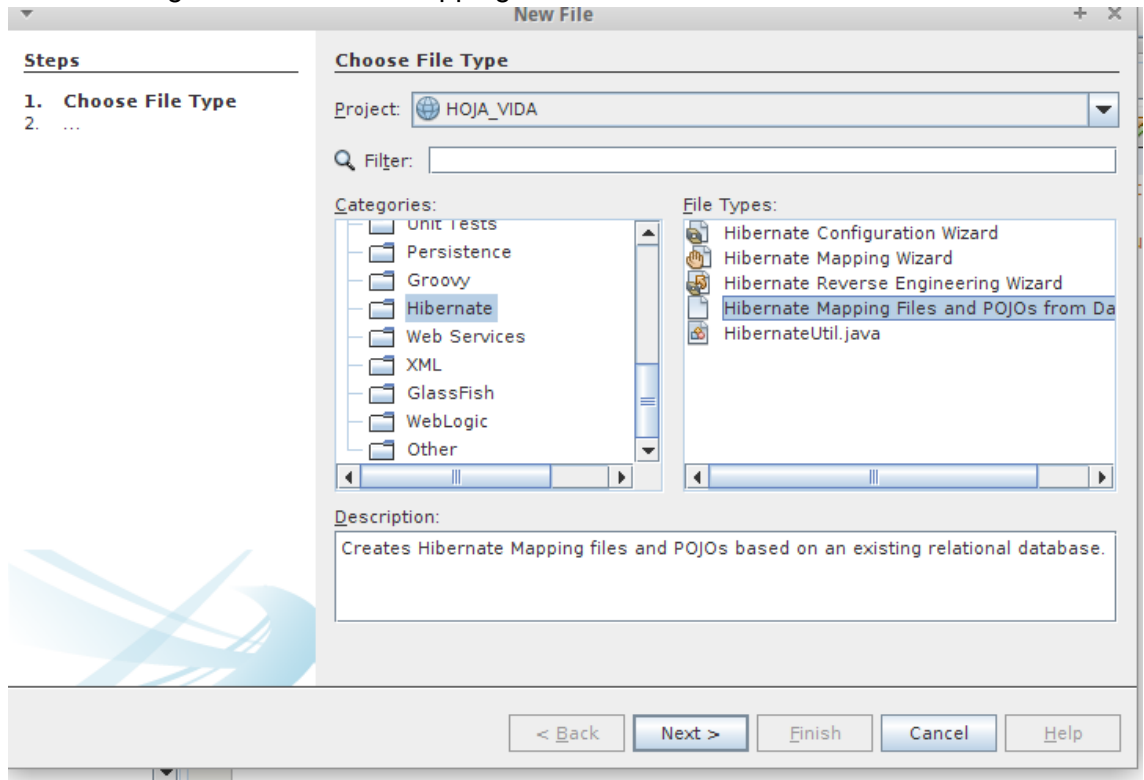 New File
Steps
1. Choose File Type
2. ...
Choose File Type
Project: HOJA_VIDA
Filter:
Categories:
Unit Tests
Persistence
Groovy
Hibernate
Web Services
XML
GlassFish
WebLogic
Other
File Types:
Hibernate Configuration Wizard
Hibernate Mapping Wizard
Hibernate Reverse Engineering Wizard
Hibernate Mapping Files and POJOs from Da
HibernateUtil.java
Description:
Creates Hibernate Mapping files and POJOs based on an existing relational database.
< Back Next > Finish Cancel Help